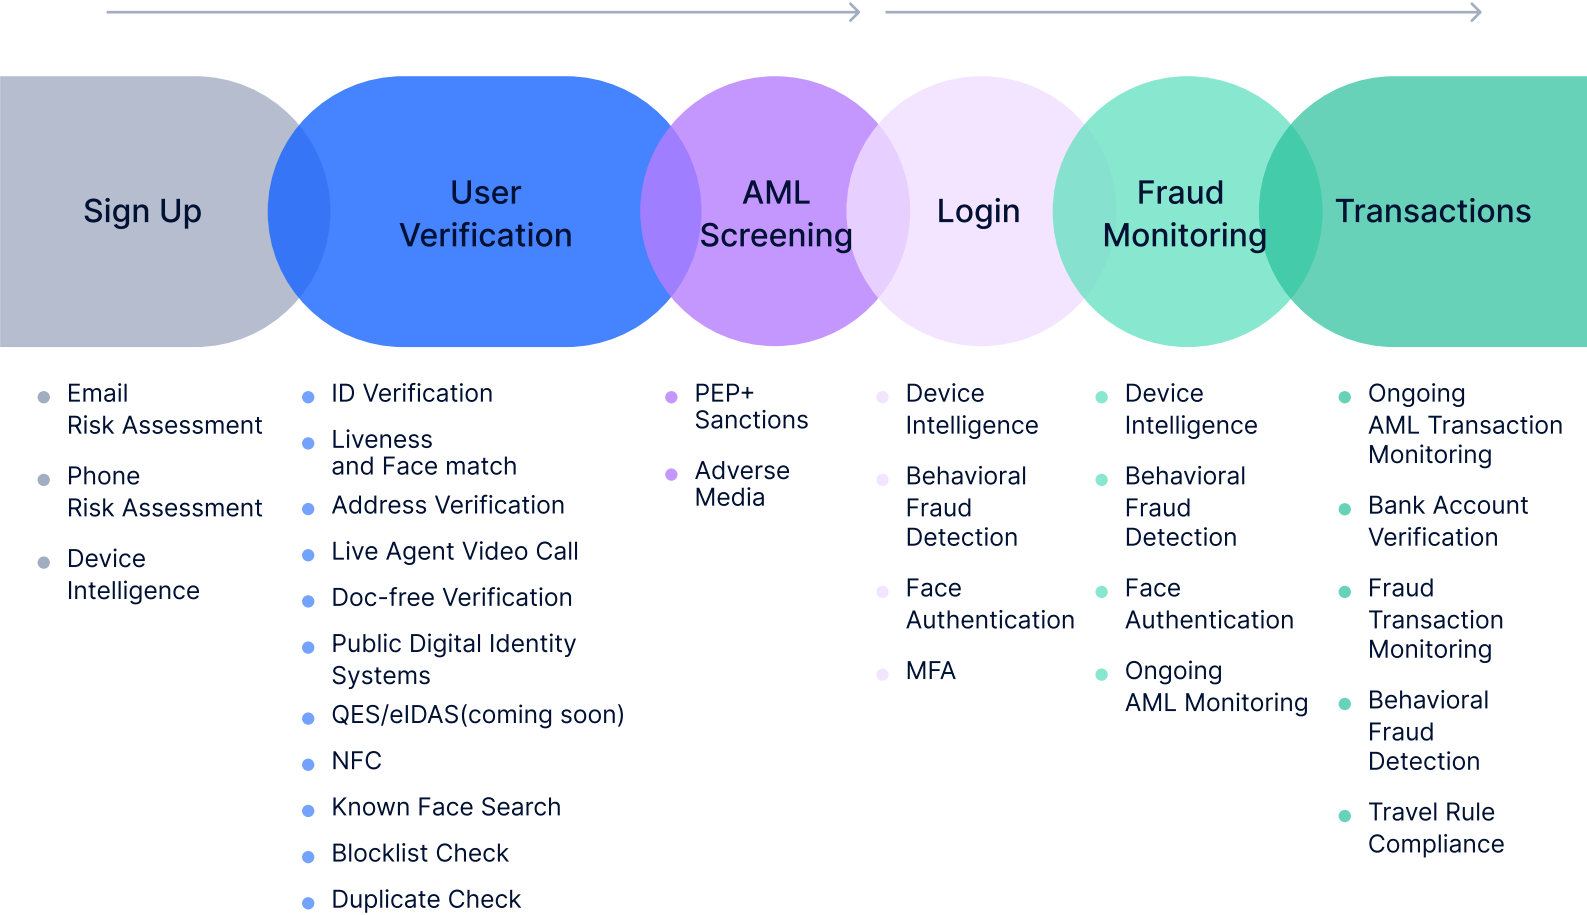 Sign Up
User
Verification
AML
Screening
Login
Fraud
Monitoring
Transactions
Email
Risk Assessment
Phone
Risk Assessment
Device
Intelligence
ID Verification
Liveness
and Face match
Address Verification
Live Agent Video Call
Doc-free Verification
Public Digital Identity
Systems
QES/eIDAS(coming soon)
NFC
Known Face Search
Blocklist Check
Duplicate Check
PEP+
Sanctions
Adverse
Media
Device
Intelligence
Behavioral
Fraud
Detection
Face
Authentication
MFA
Device
Intelligence
Behavioral
Fraud
Detection
Face
Authentication
Ongoing
AML Monitoring
Ongoing
AML Transaction
Monitoring
Bank Account
Verification
Fraud
Transaction
Monitoring
Behavioral
Fraud
Detection
Travel Rule
Compliance